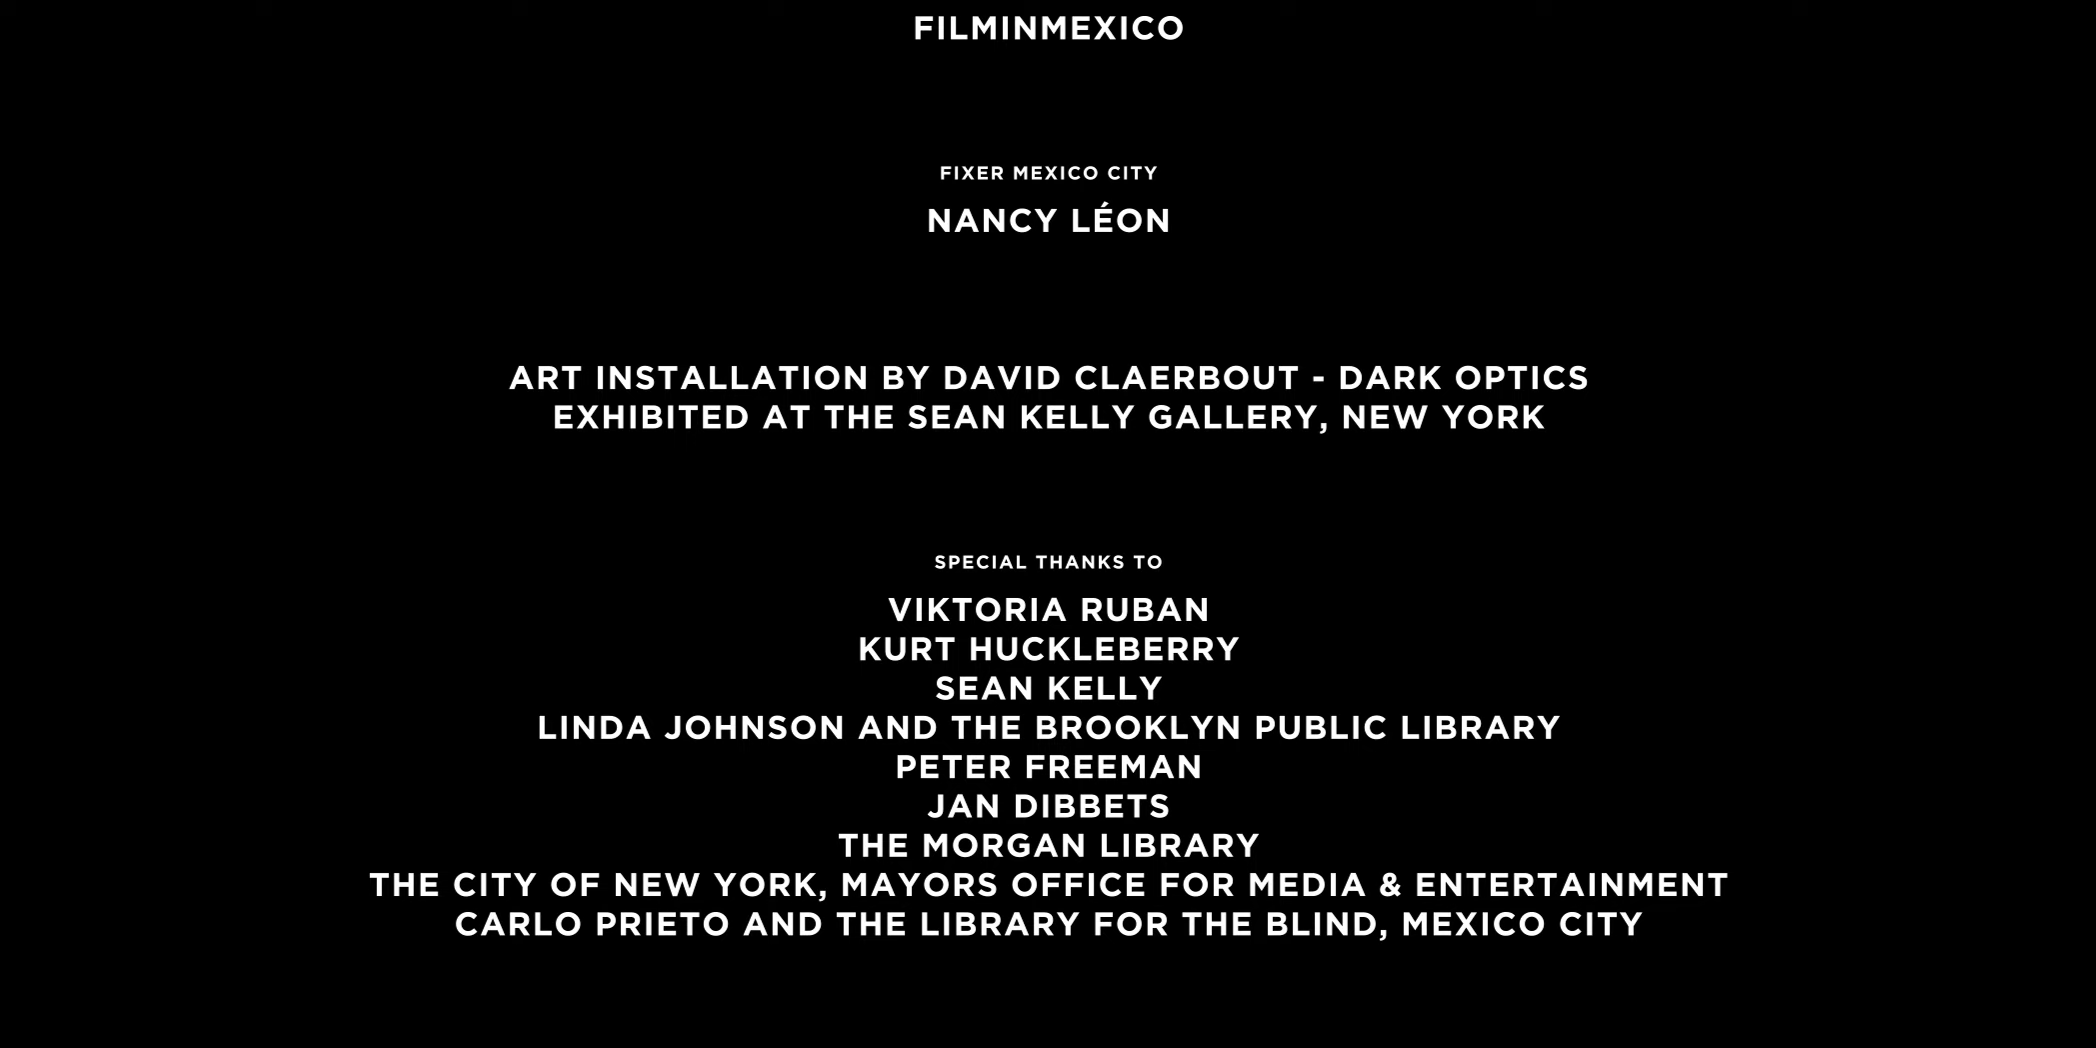 FILMINMEXICO
FIXER MEXICO CITY
NANCY LÉON
ART INSTALLATION BY DAVID CLAERBOUT - DARK OPTICS
EXHIBITED AT THE SEAN KELLY GALLERY, NEW YORK
SPECIAL THANKS TO
VIKTORIA RUBAN
KURT HUCKLEBERRY
SEAN KELLY
LINDA JOHNSON AND THE BROOKLYN PUBLIC LIBRARY
PETER FREEMAN
JAN DIBBETS
THE MORGAN LIBRARY
THE CITY OF NEW YORK, MAYORS OFFICE FOR MEDIA & ENTERTAINMENT
CARLO PRIETO AND THE LIBRARY FOR THE BLIND, MEXICO CITY